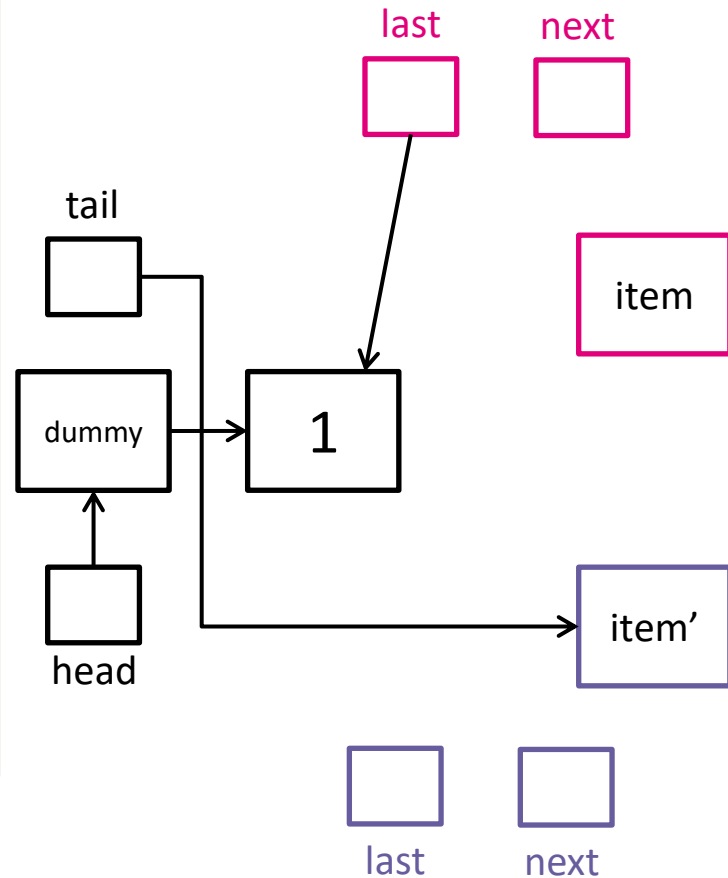 last
next
tail
item
dummy
1
item’
head
last
next